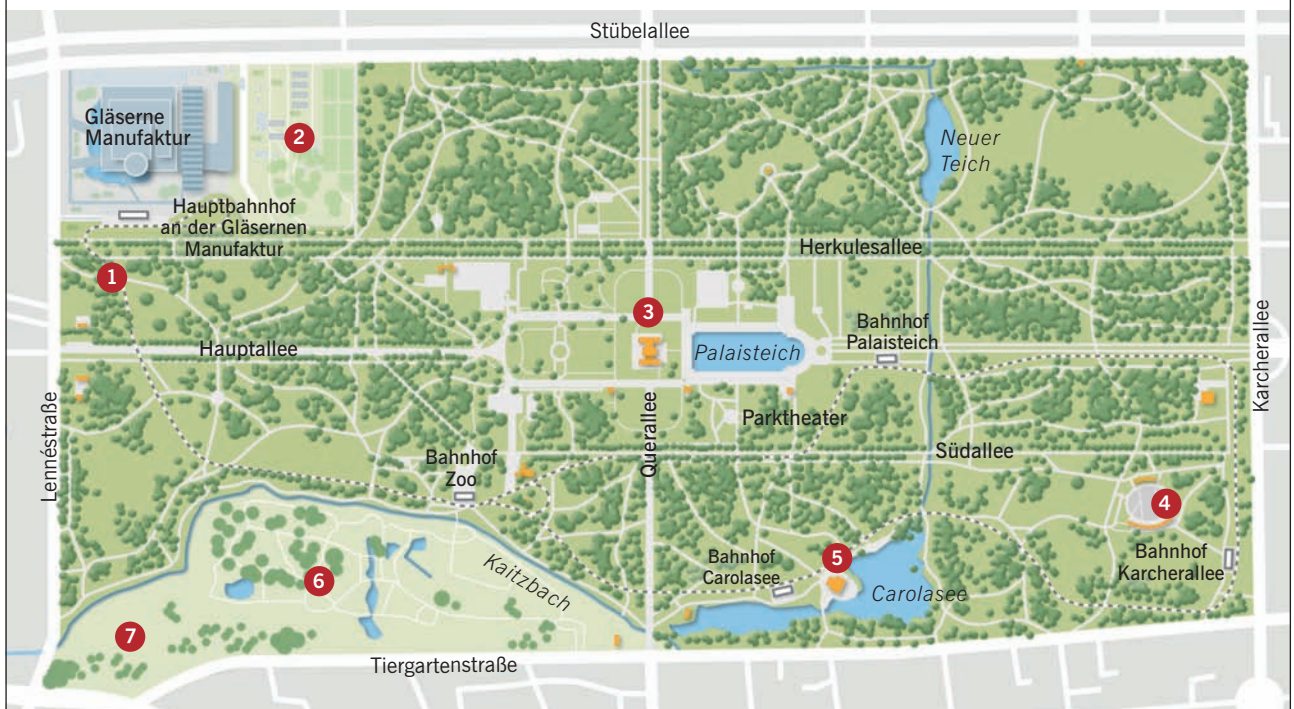 Stübelallee
Gläserne
Manufaktur
2
Neuer
Teich
Hauptbahnhof
an der Gläsernen
Manufaktur
Herkulesallee
1
3
Hauptallee
Palaisteich
Bahnhof
Palaisteich
Karcherallee
Lennéstraße
Querallee
Parktheater
Bahnhof
Zoo
Südallee
4
Kaitzbach
Bahnhof
Carolasee
5
Carolasee
Bahnhof
Karcherallee
6
7
Tiergartenstraße